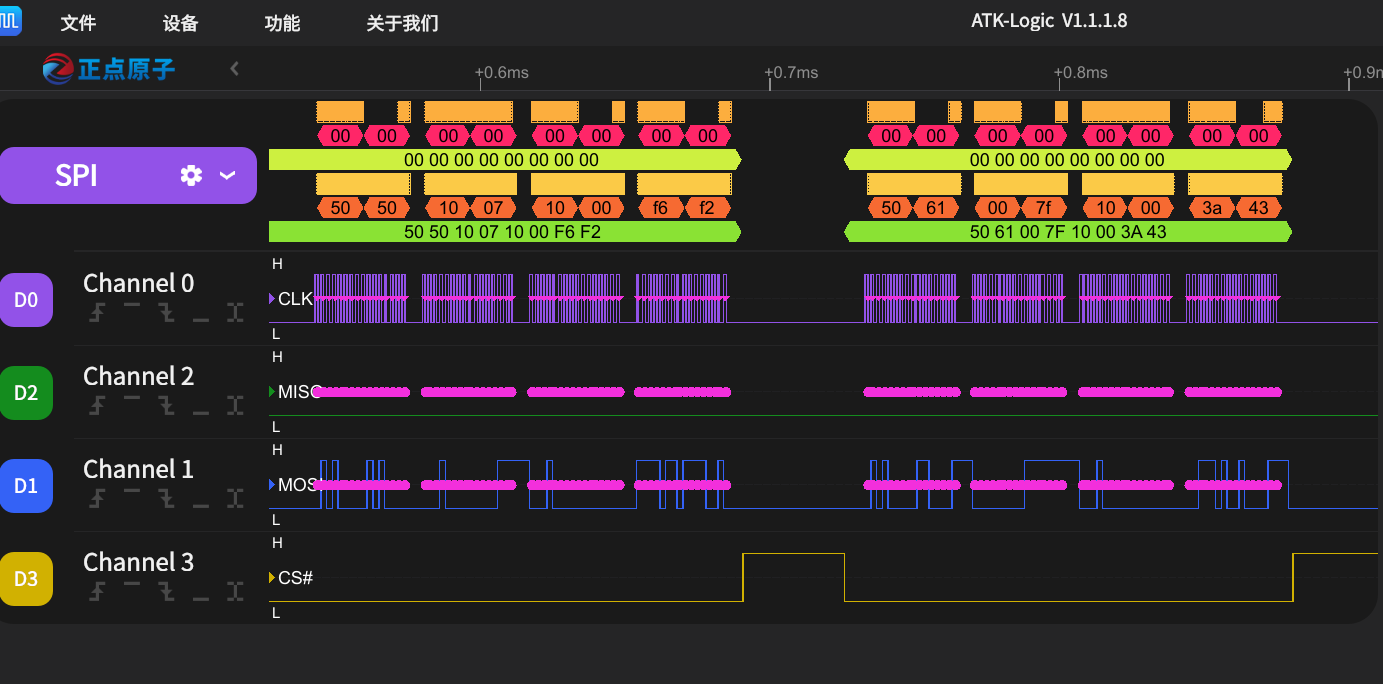 文件 设备 功能 关于我们 ATK-Logic V1.1.1.8
正点原子 +0.6ms +0.7ms +0.8ms
00 00 00 00 00 00 00 00 00 00 00 00 00 00 00 00
00 00 00 00 00 00 00 00 00 00 00 00 00 00 00 00
SPI
50 50 10 07 10 00 f6 f2 50 61 00 7f 10 00 3a 43
50 50 10 07 10 00 F6 F2 50 61 00 7F 10 00 3A 43
H
Channel 0
D0 CLK
L
H
Channel 2
D2 MISO
L
H
Channel 1
D1 MOSI
L
H
Channel 3
D3 CS#
L